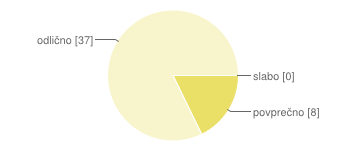 odlično [37]
slabo [0]
povprečno [8]